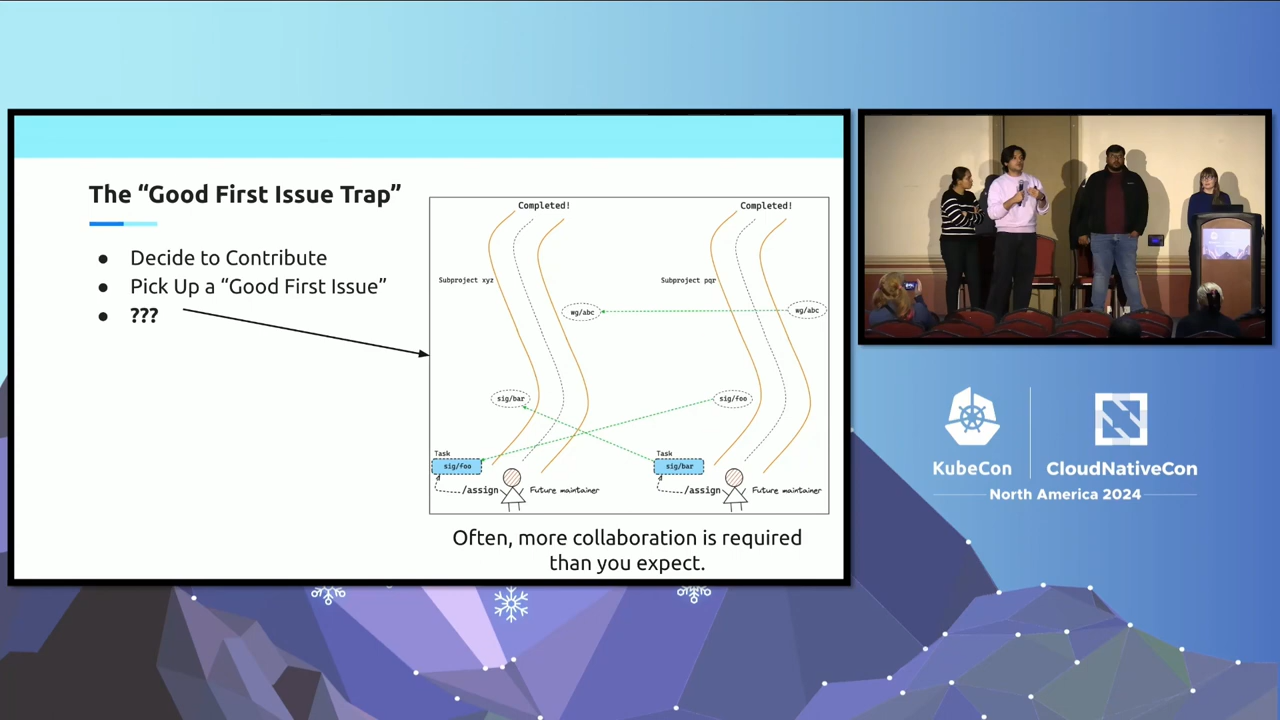 The “Good First Issue Trap”
● Decide to Contribute
● Pick Up a “Good First Issue”
● ???
Completed!
Completed!
Subproject xyz
Subproject pqr
wg/abc
wg/abc
sig/bar
sig/foo
Task
sig/foo
Task
sig/bar
/assign
Future maintainer
/assign
Future maintainer
Often, more collaboration is required
than you expect.
KubeCon
CloudNativeCon
North America 2024